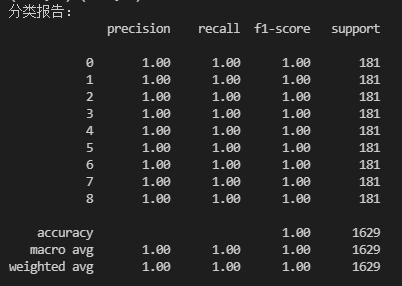 分类报告:
precision recall f1-score support
0 1.00 1.00 1.00 181
1 1.00 1.00 1.00 181
2 1.00 1.00 1.00 181
3 1.00 1.00 1.00 181
4 1.00 1.00 1.00 181
5 1.00 1.00 1.00 181
6 1.00 1.00 1.00 181
7 1.00 1.00 1.00 181
8 1.00 1.00 1.00 181
accuracy 1.00 1629
macro avg 1.00 1.00 1.00 1629
weighted avg 1.00 1.00 1.00 1629